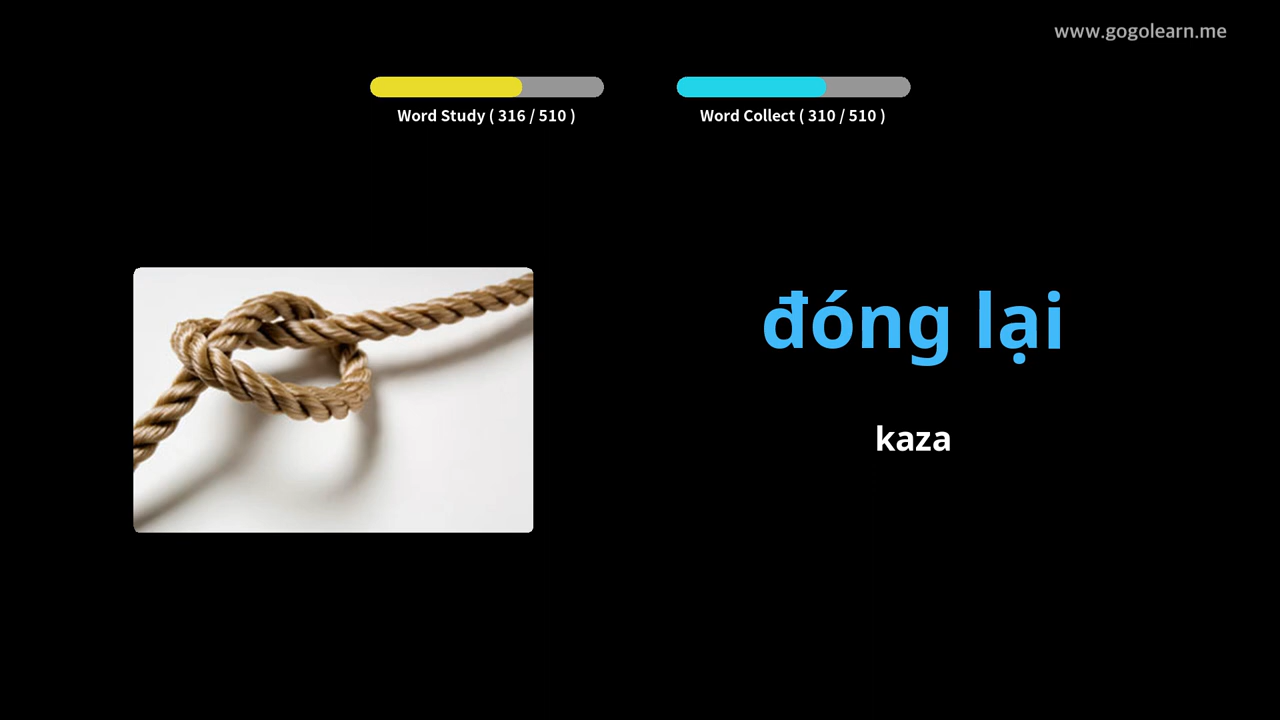 www.gogolearn.me
Word Study ( 316 / 510 )
Word Collect ( 310 / 510 )
đóng lại
kaza